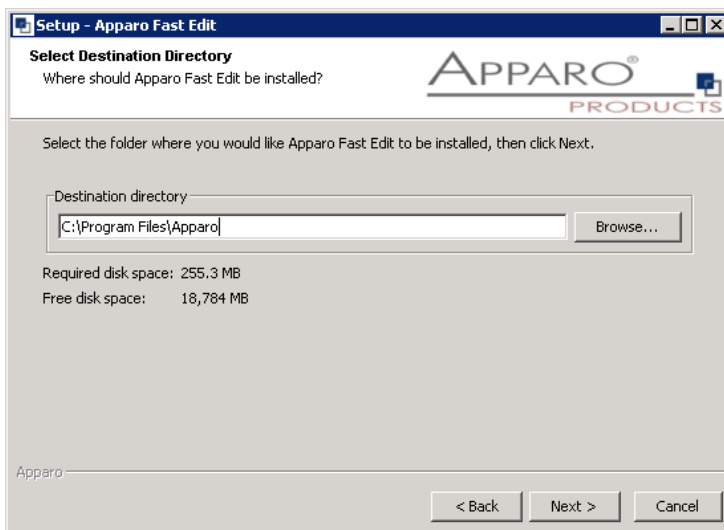 Setup - Apparo Fast Edit
Select Destination Directory
Where should Apparo Fast Edit be installed?
APPARO®
PRODUCTS
Select the folder where you would like Apparo Fast Edit to be installed, then click Next.
Destination directory
C:\Program Files\Apparo
Browse...
Required disk space: 255.3 MB
Free disk space: 18,784 MB
Apparo
< Back Next > Cancel